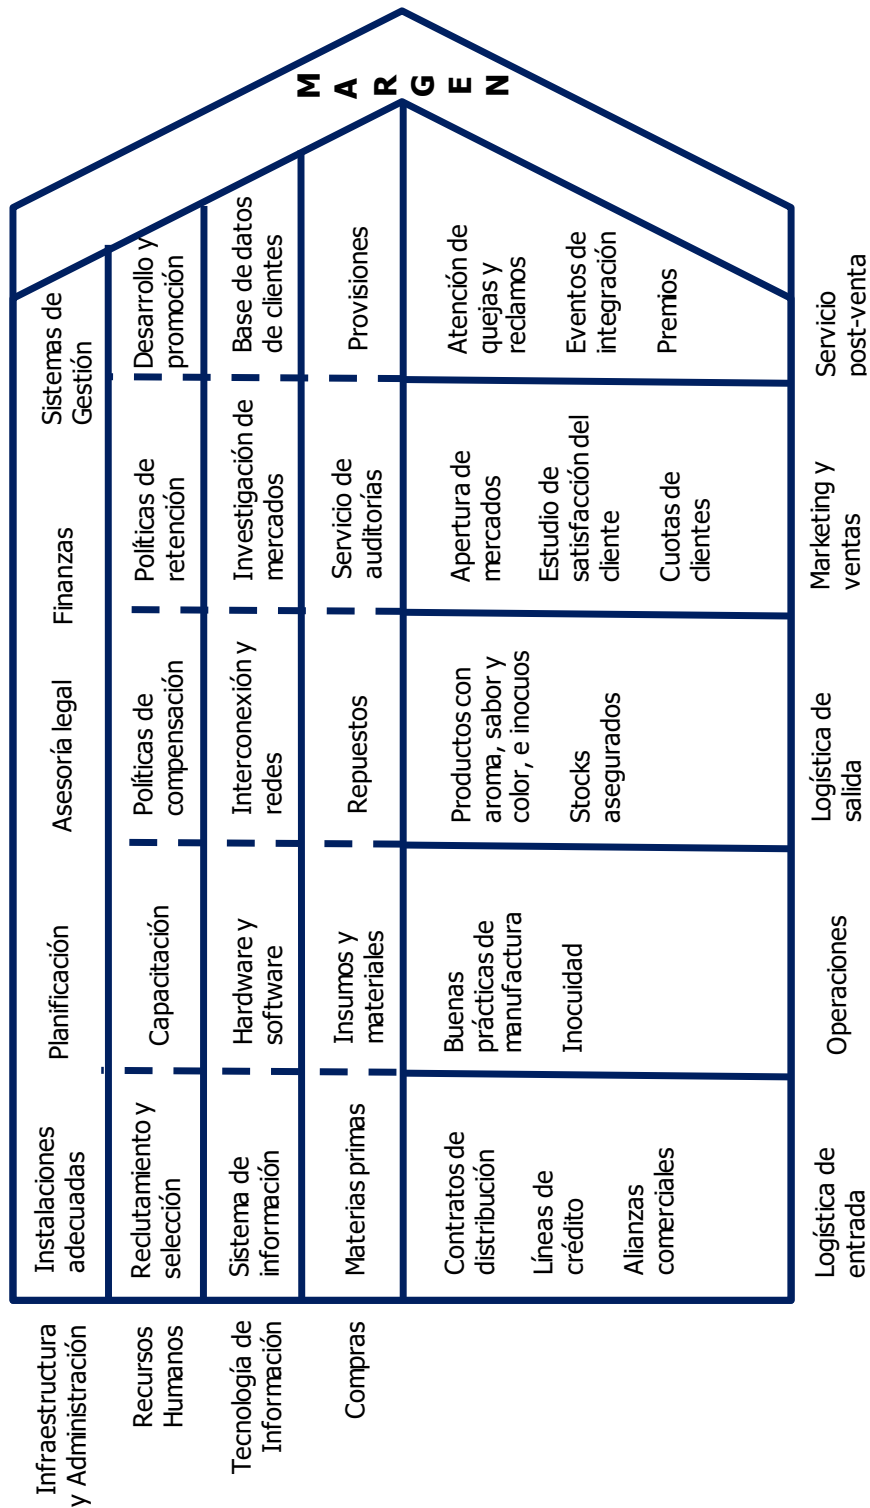 Infraestructura
y Administración
Instalaciones
adecuadas
Planificación
Asesoría legal
Finanzas
Sistemas de
Gestión
Recursos
Humanos
Reclutamiento y
selección
Capacitación
Políticas de
compensación
Políticas de
retención
Desarrollo y
promoción
Tecnología de
Información
Sistema de
información
Hardware y
software
Interconexión y
redes
Investigación de
mercados
Base de datos
de clientes
Compras
Materias primas
Insumos y
materiales
Repuestos
Servicio de
auditorías
Provisiones
MARGEN
Contratos de
distribución
Líneas de
crédito
Alianzas
comerciales
Buenas
prácticas de
manufactura
Inocuidad
Productos con
aroma, sabor y
color, e inocuos
Stocks
asegurados
Apertura de
mercados
Estudio de
satisfacción del
cliente
Cuotas de
clientes
Atención de
quejas y
reclamos
Eventos de
integración
Premios
Logística de
entrada
Operaciones
Logística de
salida
Marketing y
ventas
Servicio
post-venta